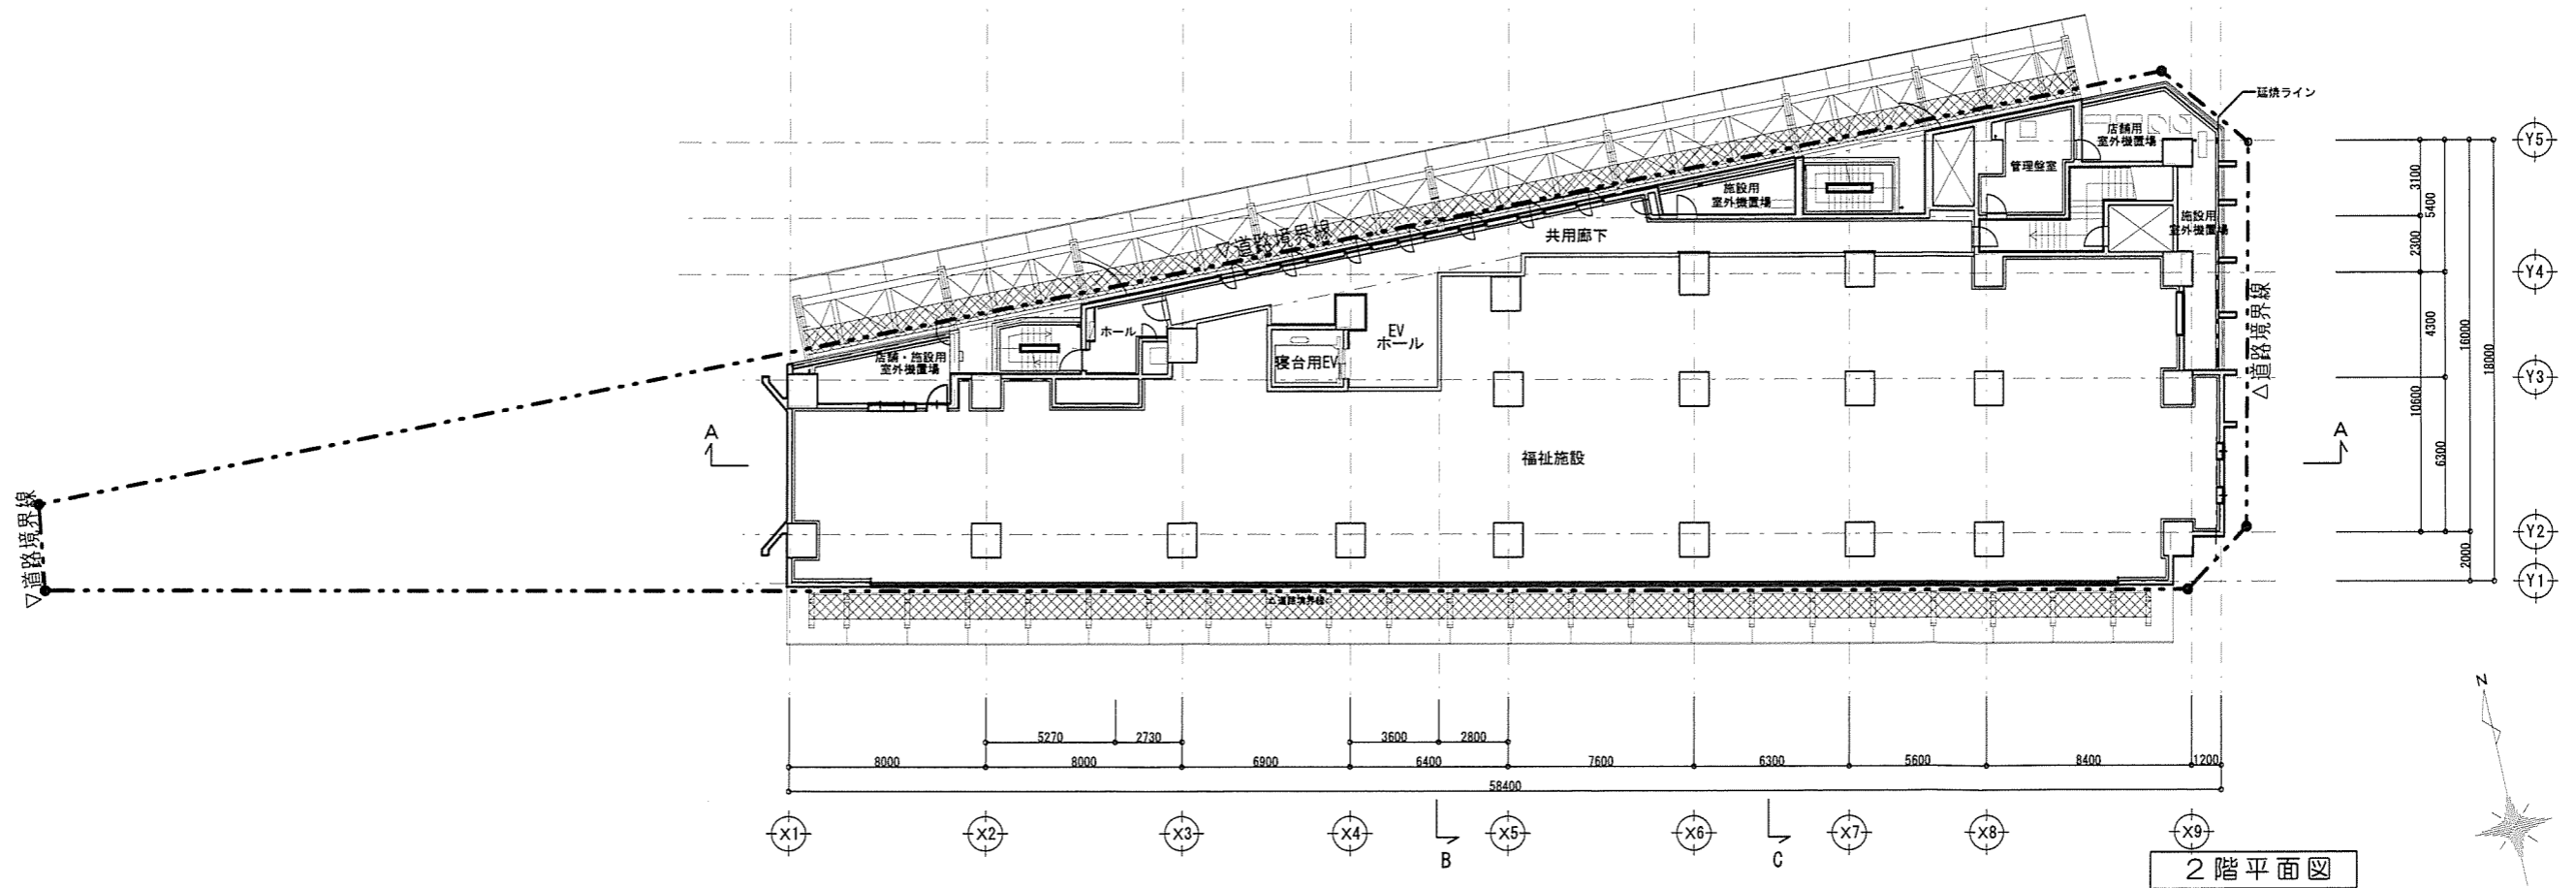 延焼ライン
店舗用
室外機置場
管理盤室
施設用
室外機置場
施設用
室外機置場
▽道路境界線
共用廊下
ホール
EV
ホール
寝台用EV
店舗・施設用
室外機置場
△道路境界線
福祉施設
A
A
▽道路境界線
△道路境界線
Y5
Y4
Y3
Y2
Y1
3100
2300
5400
4300
10600
6300
16000
18000
2000
5270
2730
3600
2800
8000
8000
6900
6400
7600
6300
5600
8400
1200
58400
X1
X2
X3
X4
X5
X6
X7
X8
X9
B
C
N
2階平面図